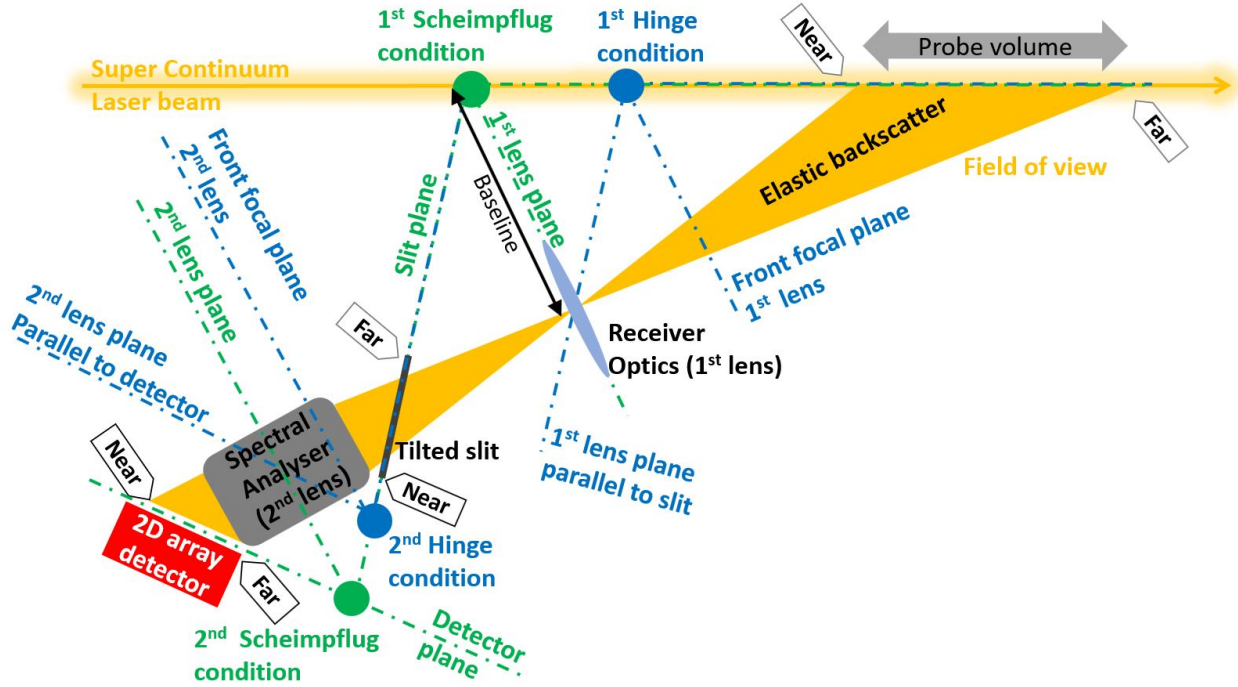 1st Scheimpflug
condition
1st Hinge
condition
Near
Probe volume
Super Continuum
Laser beam
Far
Elastic backscatter
Field of view
1st lens plane
Baseline
Slit plane
Front focal plane
2nd lens
2nd lens plane
2nd lens plane
Parallel to detector
Front focal plane
1st lens
Far
Receiver
Optics (1st lens)
1st lens plane
parallel to slit
Tilted slit
Near
Spectral
Analyser
(2nd lens)
Near
2D array
detector
Far
2nd Hinge
condition
2nd Scheimpflug
condition
Detector
plane